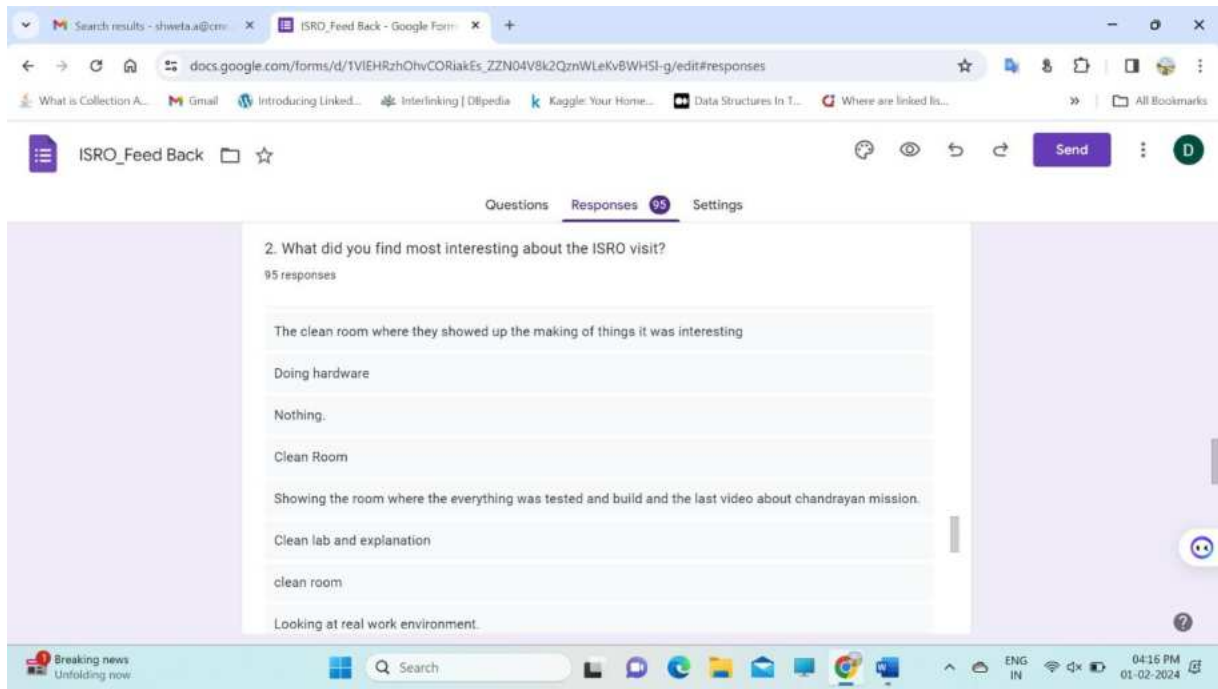 Search results - shweta.a@cmr
ISRO_Feed Back - Google Form
docs.google.com/forms/d/1VlEHRzhOhvCORiakEs_ZZN04V8k2QznWLeKvBWHSI-g/edit#responses
What is Collection A... Gmail Introducing Linked... Interlinking | DBpedia Kaggle: Your Home... Data Structures In T... Where are linked lis... » All Bookmarks
ISRO_Feed Back Send D
Questions Responses 95 Settings
2. What did you find most interesting about the ISRO visit?
95 responses
The clean room where they showed up the making of things it was interesting
Doing hardware
Nothing.
Clean Room
Showing the room where the everything was tested and build and the last video about chandrayan mission.
Clean lab and explanation
clean room
Looking at real work environment.
Breaking news
Unfolding now
Search
ENG
IN
04:16 PM
01-02-2024